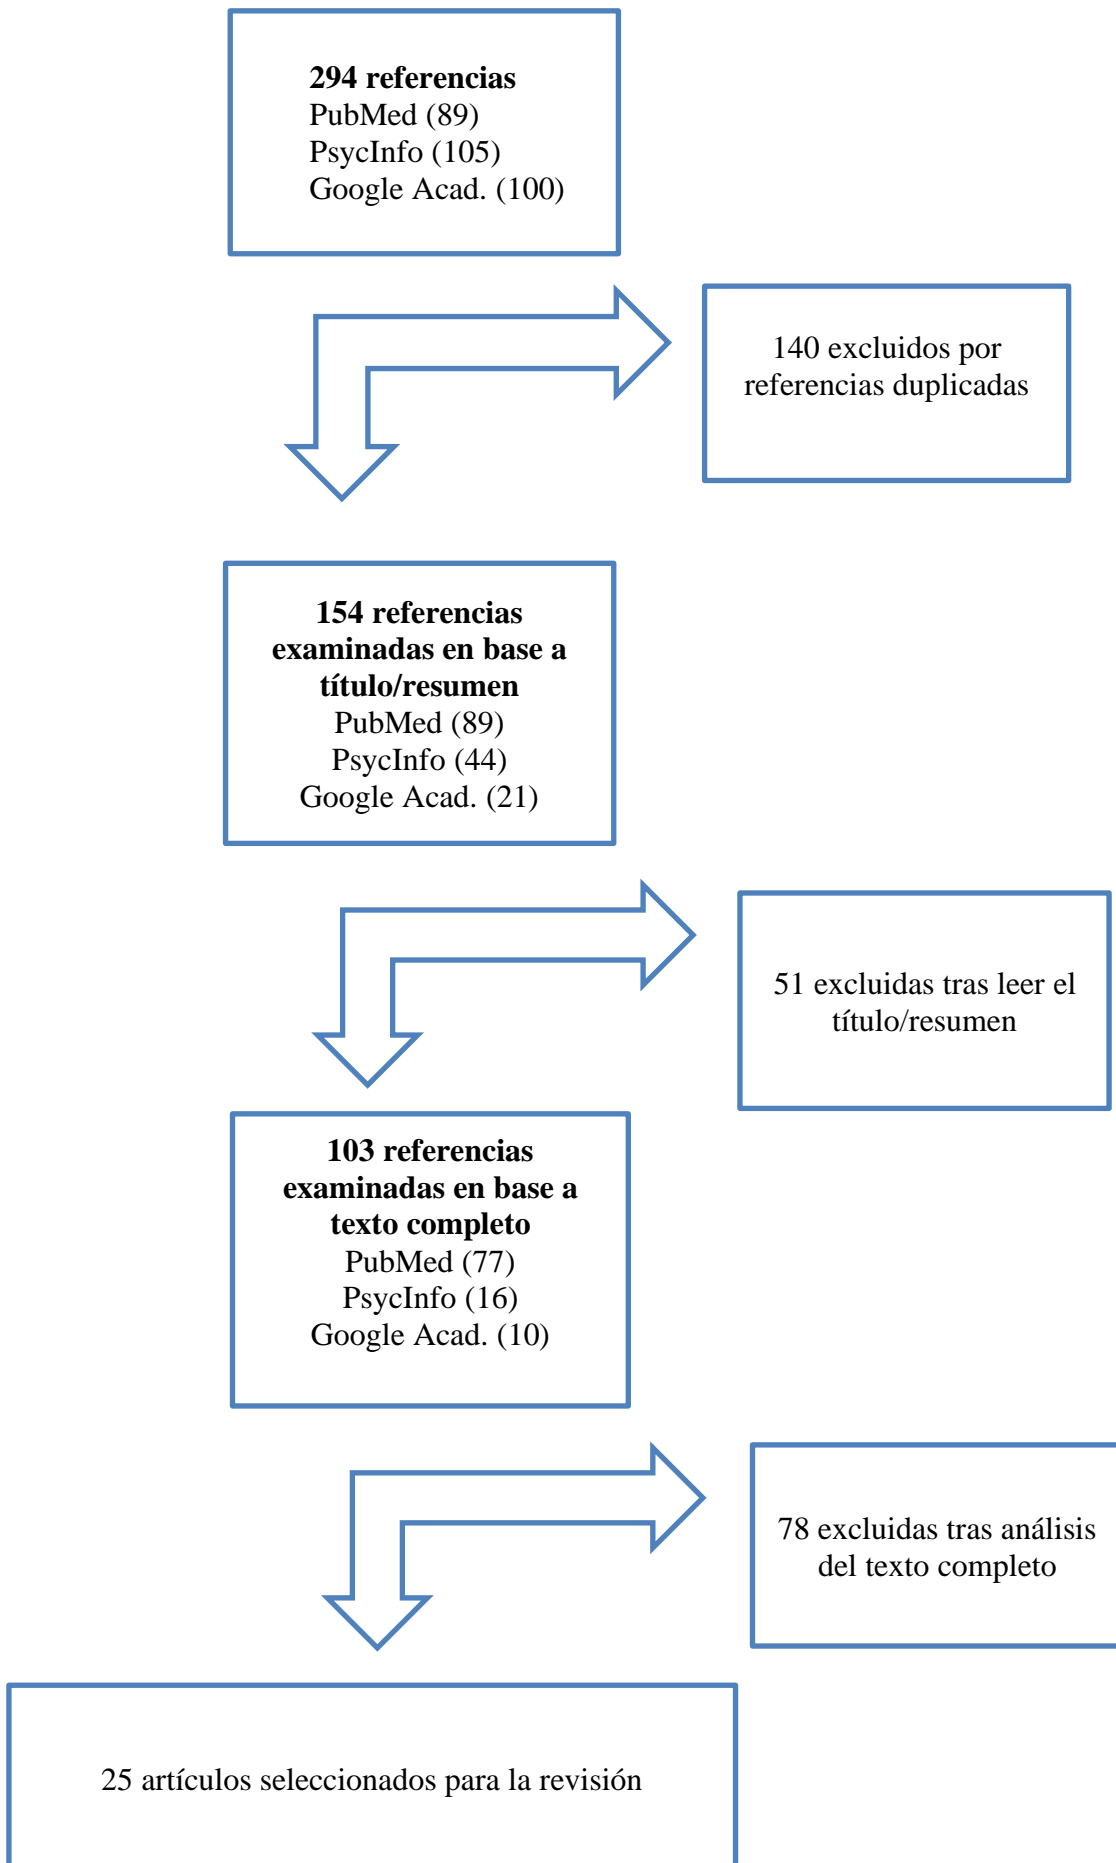 294 referencias
PubMed (89)
PsycInfo (105)
Google Acad. (100)
140 excluidos por
referencias duplicadas
154 referencias
examinadas en base a
título/resumen
PubMed (89)
PsycInfo (44)
Google Acad. (21)
51 excluidas tras leer el
título/resumen
103 referencias
examinadas en base a
texto completo
PubMed (77)
PsycInfo (16)
Google Acad. (10)
78 excluidas tras análisis
del texto completo
25 artículos seleccionados para la revisión